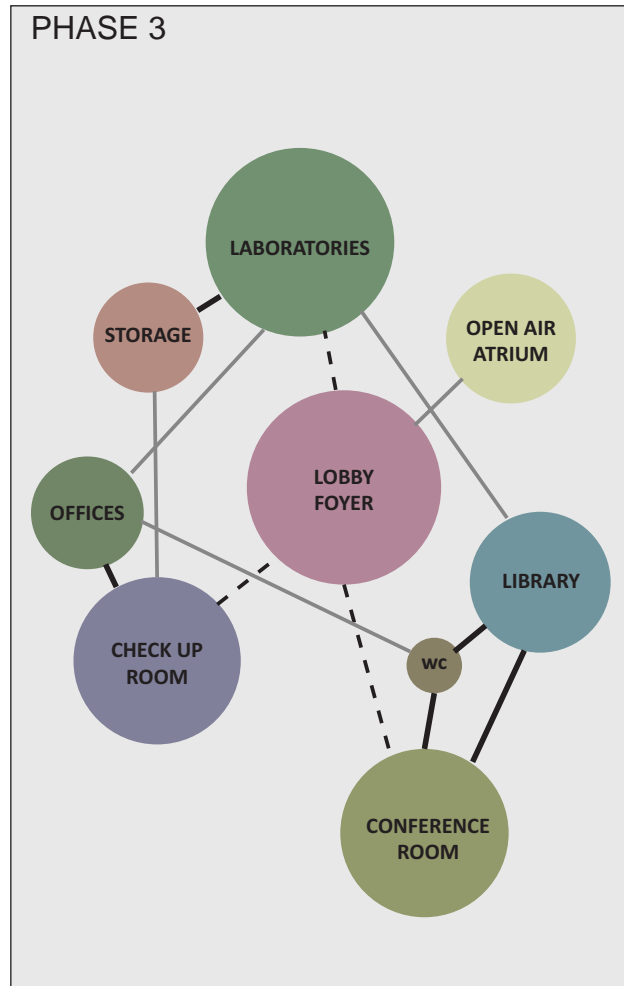 PHASE 3
LABORATORIES
STORAGE
OPEN AIR
ATRIUM
LOBBY
FOYER
OFFICES
LIBRARY
CHECK UP
ROOM
WC
CONFERENCE
ROOM